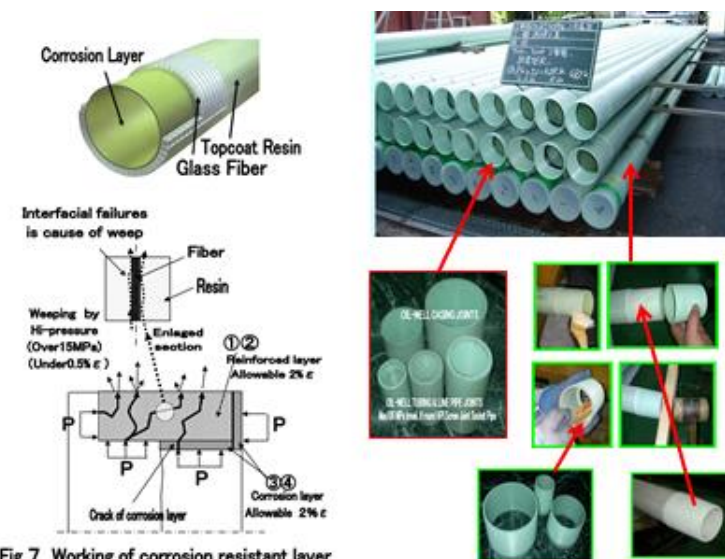 Corrosion Layer
Topcoat Resin
Glass Fiber
Interfacial failures
is cause of weep
Fiber
Resin
Weeping by
Hi-pressure
(Over15MPa)
(Under0.5%ε)
Enlaged
section
①②
Reinforced layer
Allowable 2%ε
P
P
P
P
③④
Corrosion layer
Allowable 2%ε
Crack of corrosion layer
Fig.7 Working of corrosion resistant layer
OIL-WELL CASING JOINTS
OIL-WELL TUBING & LINE PIPE JOINTS